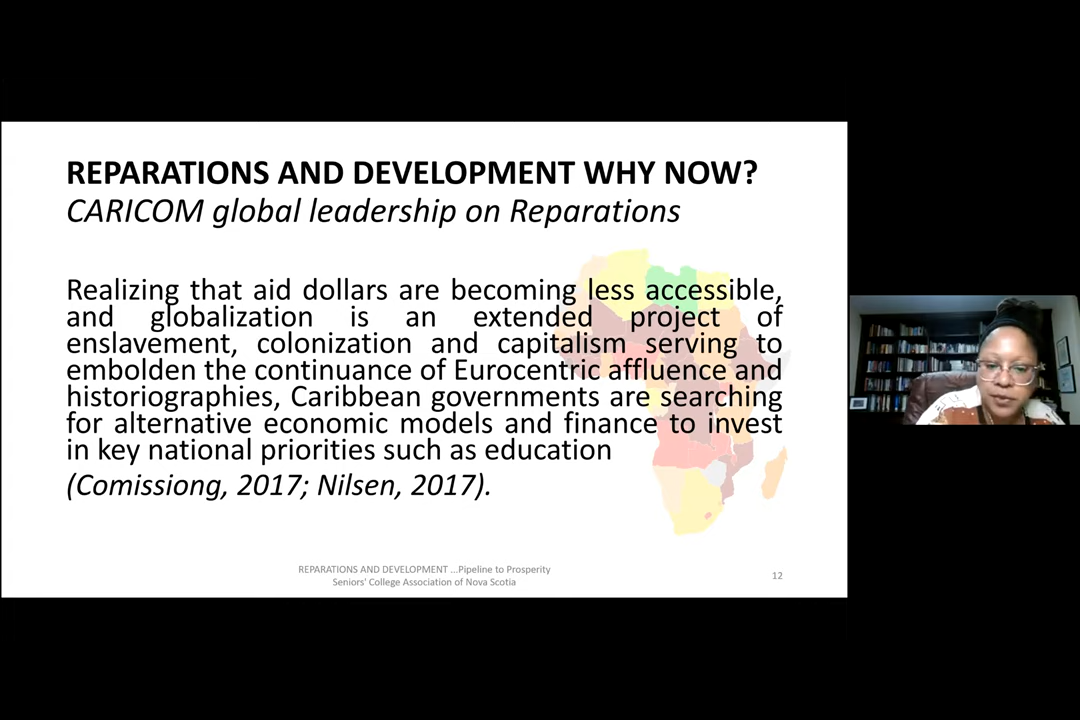 REPARATIONS AND DEVELOPMENT WHY NOW?
CARICOM global leadership on Reparations
Realizing that aid dollars are becoming less accessible,
and globalization is an extended project of
enslavement, colonization and capitalism serving to
embolden the continuance of Eurocentric affluence and
historiographies, Caribbean governments are searching
for alternative economic models and finance to invest
in key national priorities such as education
(Comissiong, 2017; Nilsen, 2017).
REPARATIONS AND DEVELOPMENT ...Pipeline to Prosperity
Seniors' College Association of Nova Scotia
12